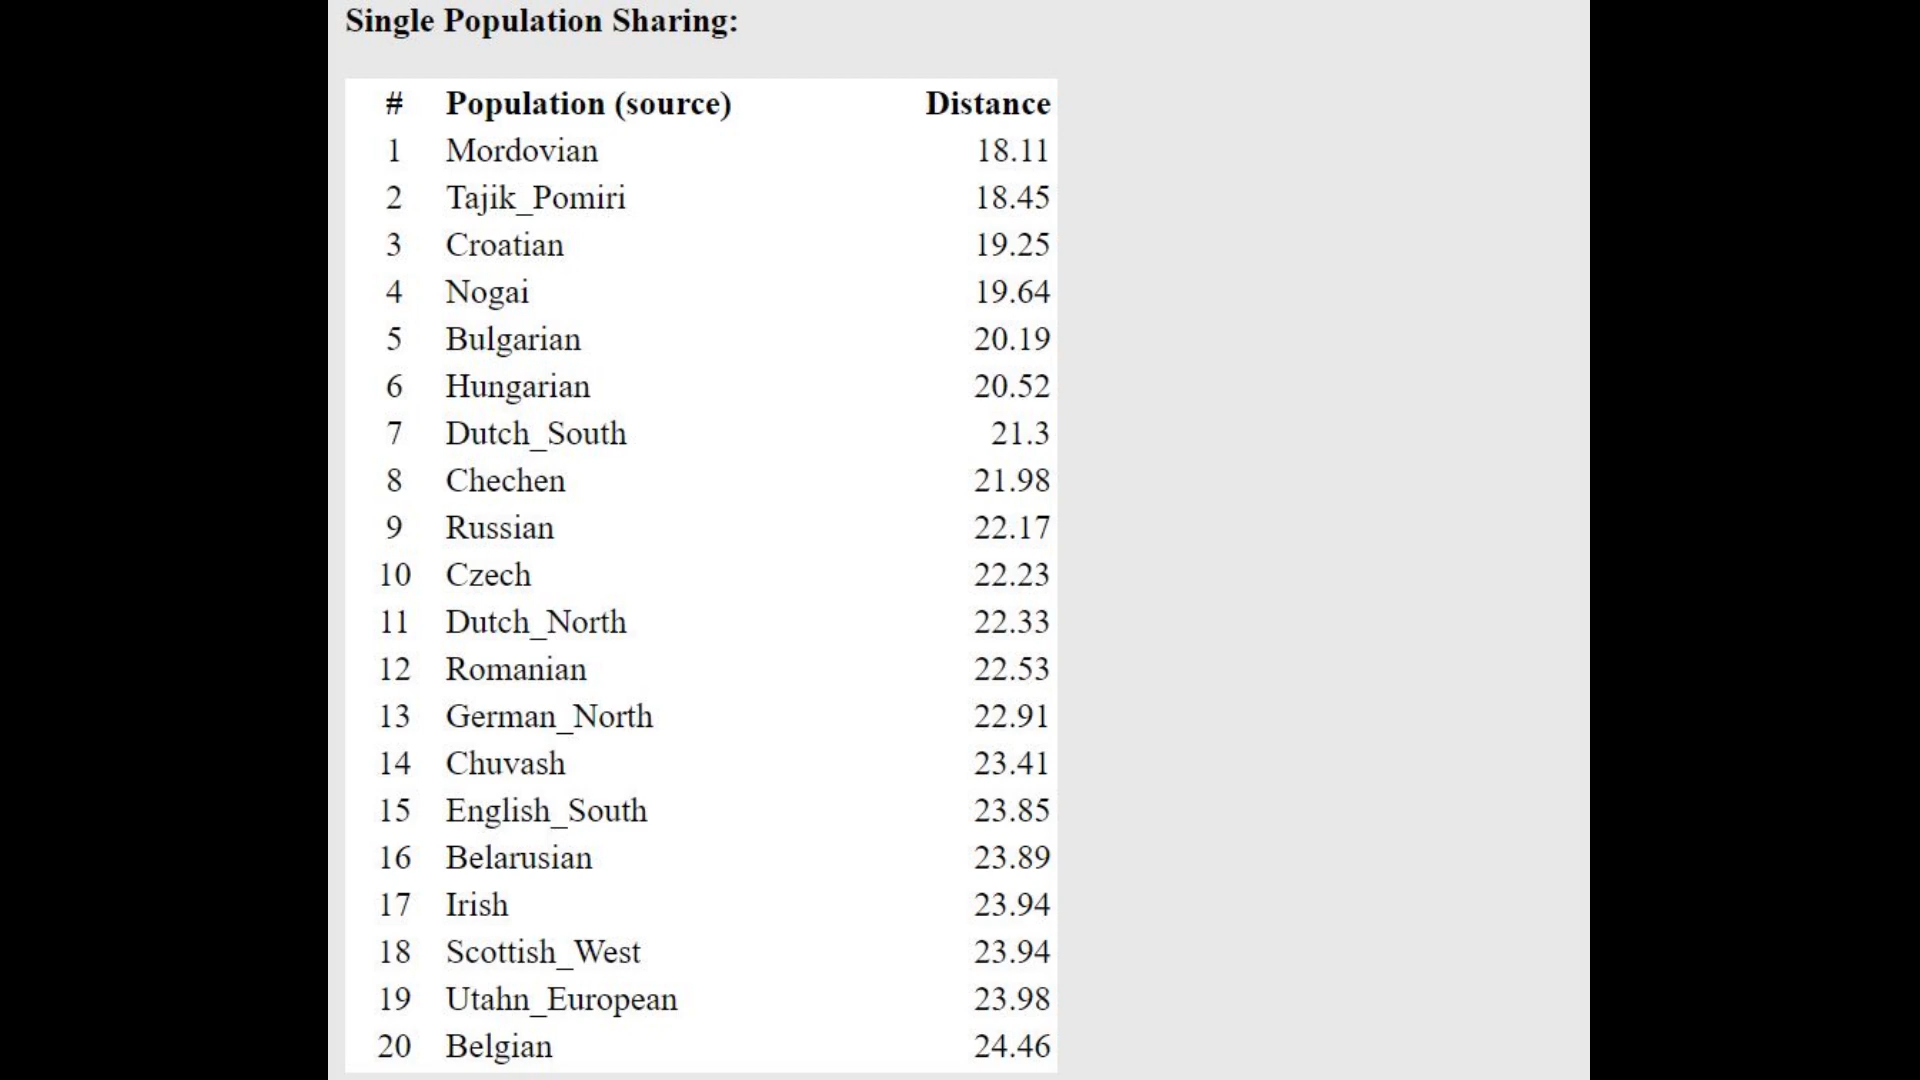 Single Population Sharing:
# Population (source) Distance
1 Mordovian 18.11
2 Tajik_Pomiri 18.45
3 Croatian 19.25
4 Nogai 19.64
5 Bulgarian 20.19
6 Hungarian 20.52
7 Dutch_South 21.3
8 Chechen 21.98
9 Russian 22.17
10 Czech 22.23
11 Dutch_North 22.33
12 Romanian 22.53
13 German_North 22.91
14 Chuvash 23.41
15 English_South 23.85
16 Belarusian 23.89
17 Irish 23.94
18 Scottish_West 23.94
19 Utahn_European 23.98
20 Belgian 24.46